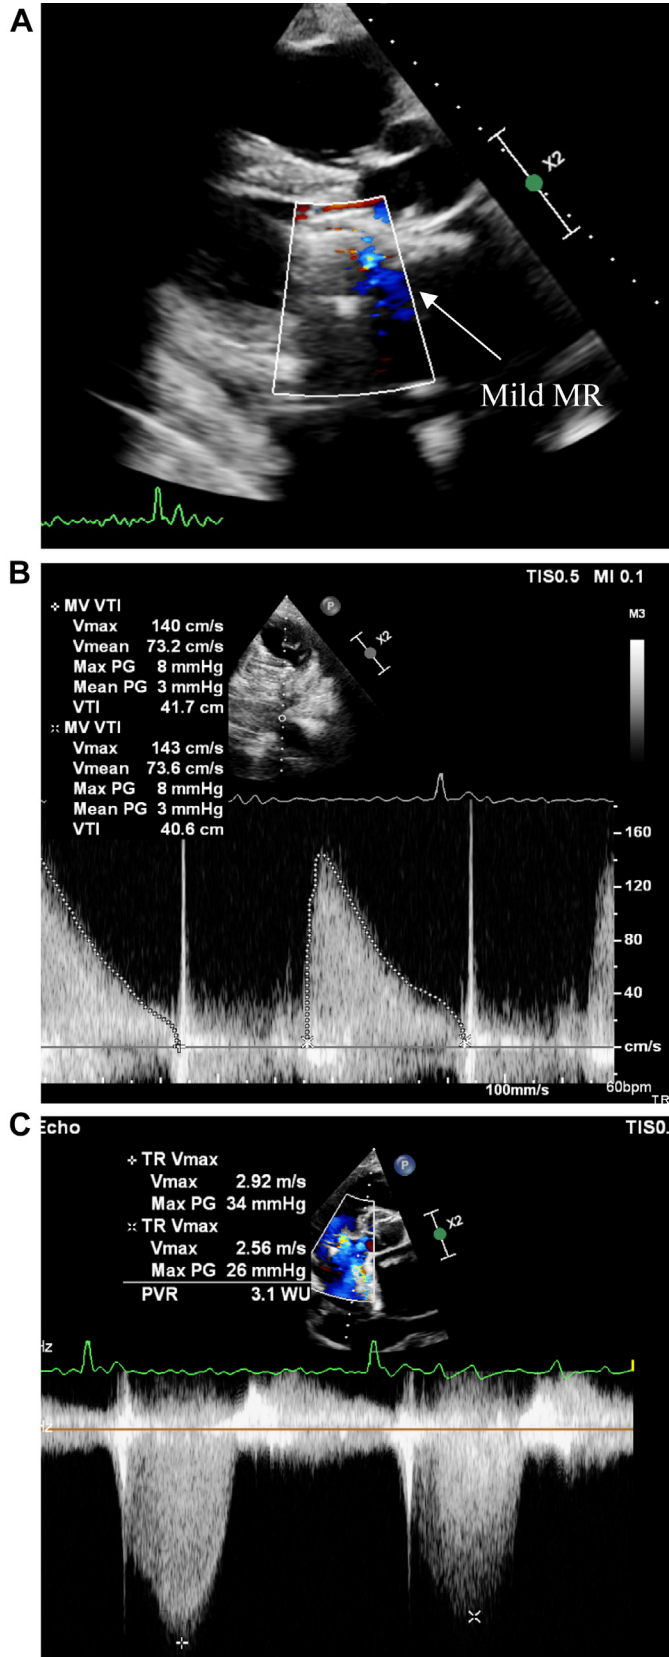 A
X2
Mild MR
B
TIS0.5 MI 0.1
MV VTI
Vmax 140 cm/s
Vmean 73.2 cm/s
Max PG 8 mmHg
Mean PG 3 mmHg
VTI 41.7 cm
MV VTI
Vmax 143 cm/s
Vmean 73.6 cm/s
Max PG 8 mmHg
Mean PG 3 mmHg
VTI 40.6 cm
P
X2
M3
160
120
80
40
cm/s
100mm/s
60bpm
TR
C
Echo
TIS0.
TR Vmax
Vmax 2.92 m/s
Max PG 34 mmHg
TR Vmax
Vmax 2.56 m/s
Max PG 26 mmHg
PVR 3.1 WU
P
X2
Hz